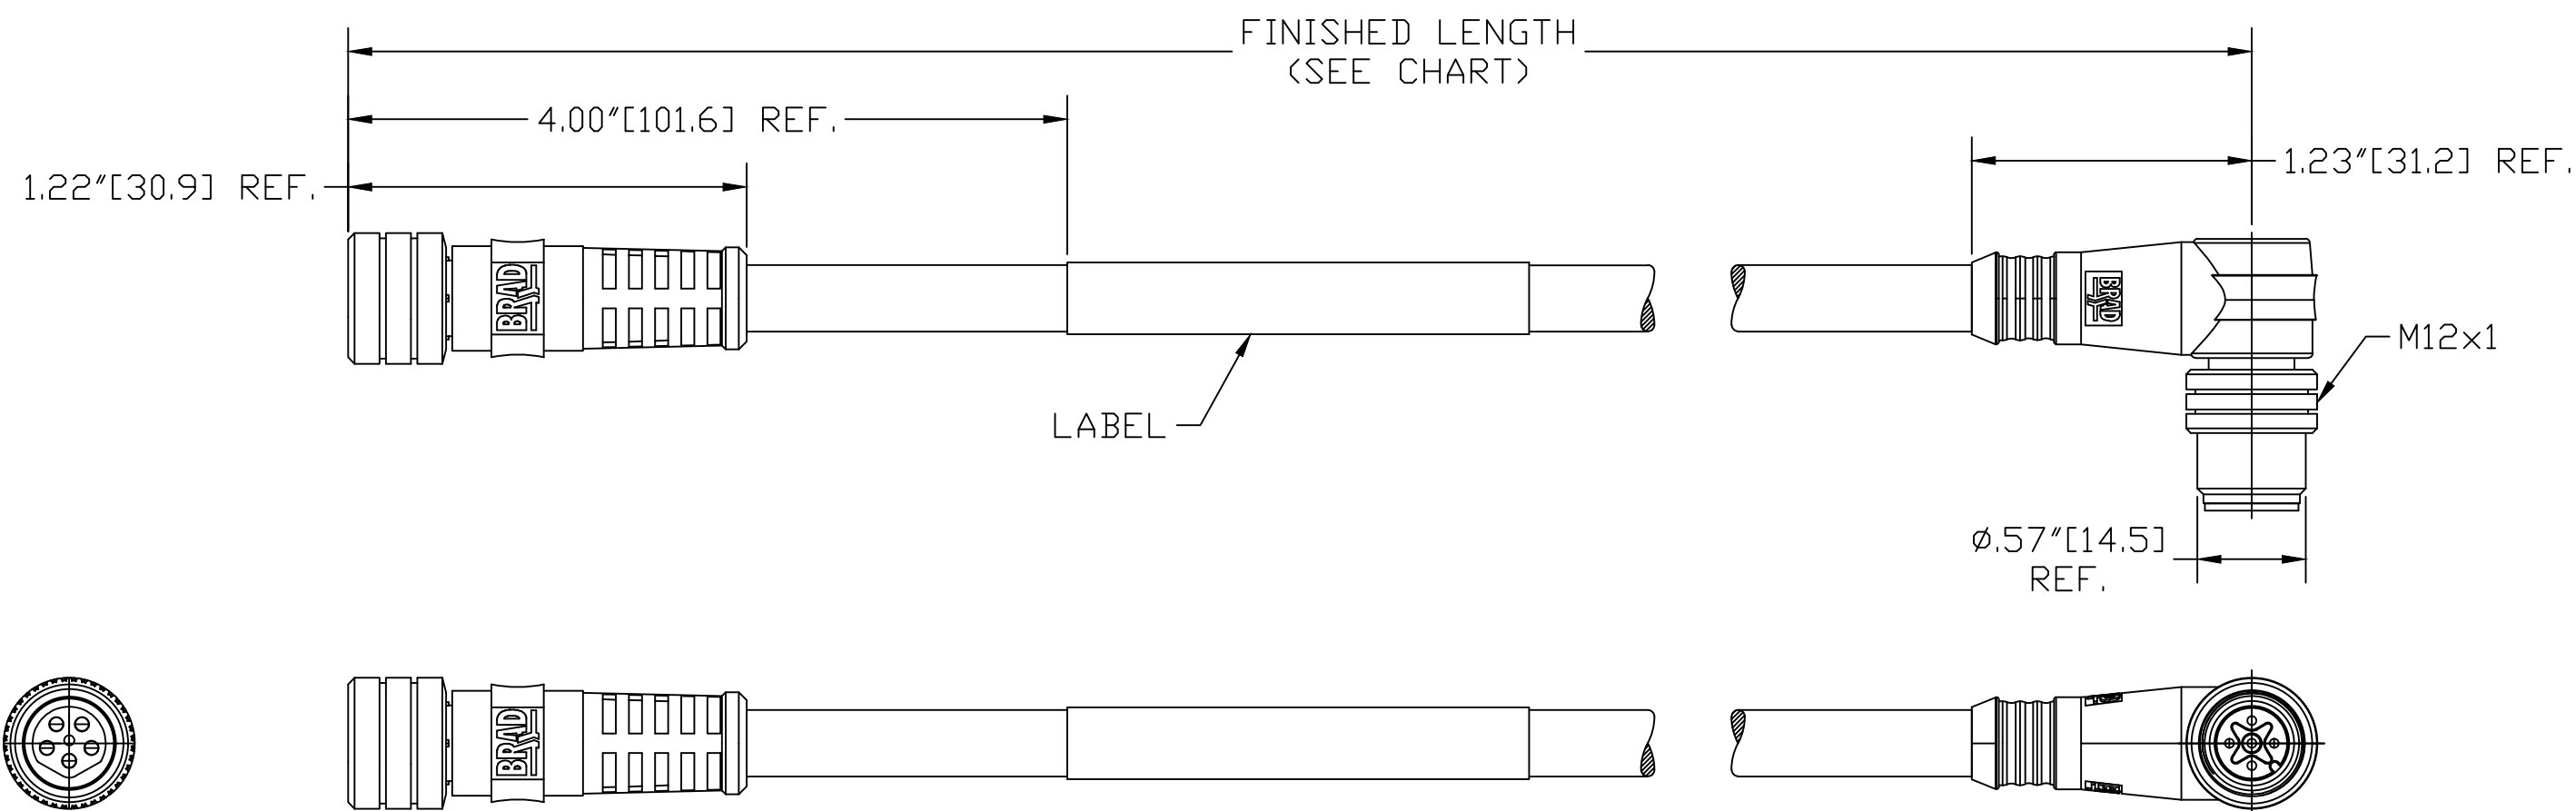 FINISHED LENGTH
(SEE CHART)
4.00"[101.6] REF.
1.22"[30.9] REF.
1.23"[31.2] REF.
BRAD
BRAD
M12x1
LABEL
Ø.57"[14.5]
REF.
BRAD